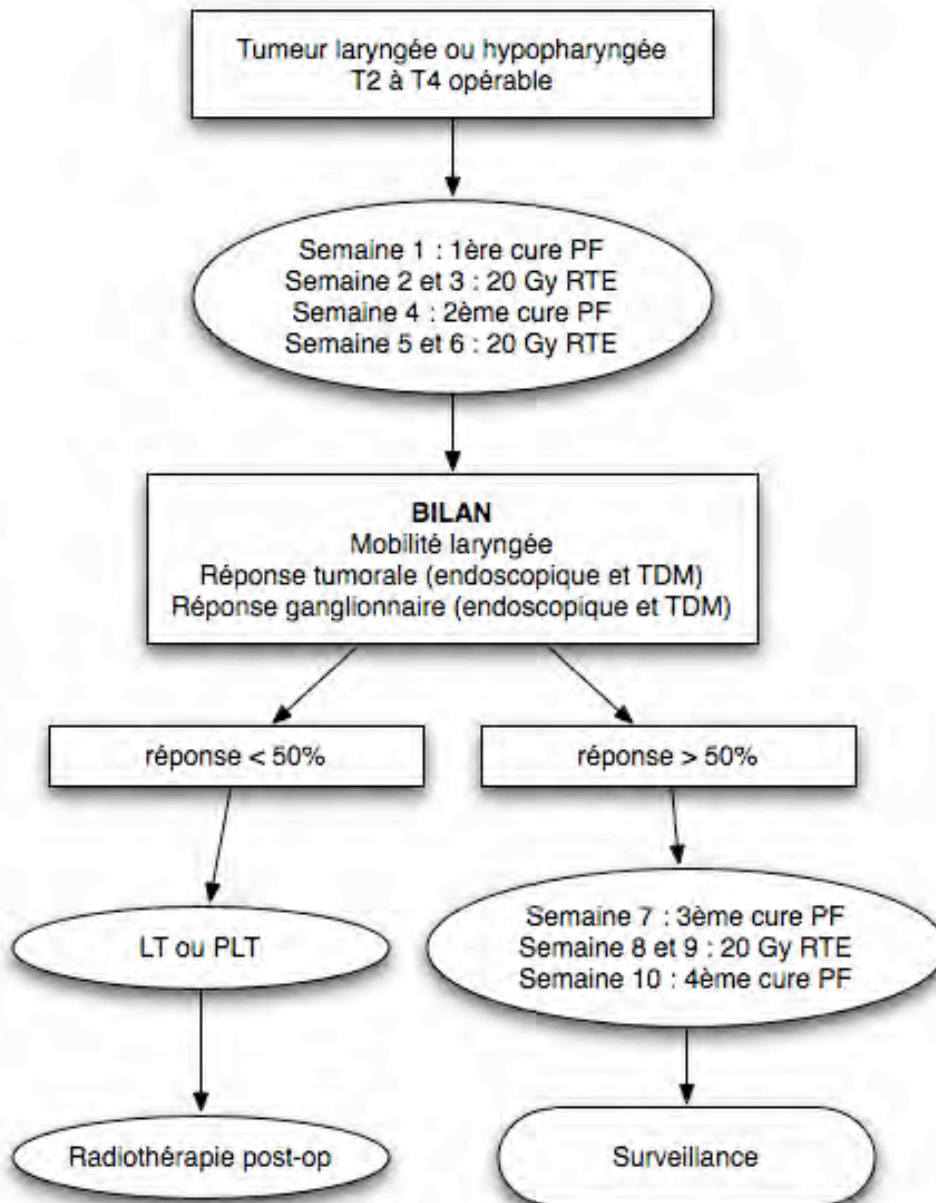 Tumeur laryngée ou hypopharyngée
T2 à T4 opérable
Semaine 1 : 1ère cure PF
Semaine 2 et 3 : 20 Gy RTE
Semaine 4 : 2ème cure PF
Semaine 5 et 6 : 20 Gy RTE
BILAN
Mobilité laryngée
Réponse tumorale (endoscopique et TDM)
Réponse ganglionnaire (endoscopique et TDM)
réponse < 50%
réponse > 50%
LT ou PLT
Semaine 7 : 3ème cure PF
Semaine 8 et 9 : 20 Gy RTE
Semaine 10 : 4ème cure PF
Radiothérapie post-op
Surveillance